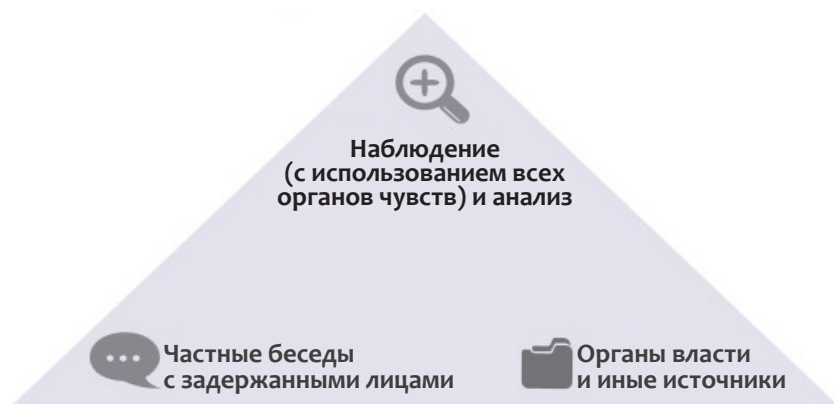 Наблюдение
(с использованием всех
органов чувств) и анализ
Частные беседы
с задержанными лицами
Органы власти
и иные источники